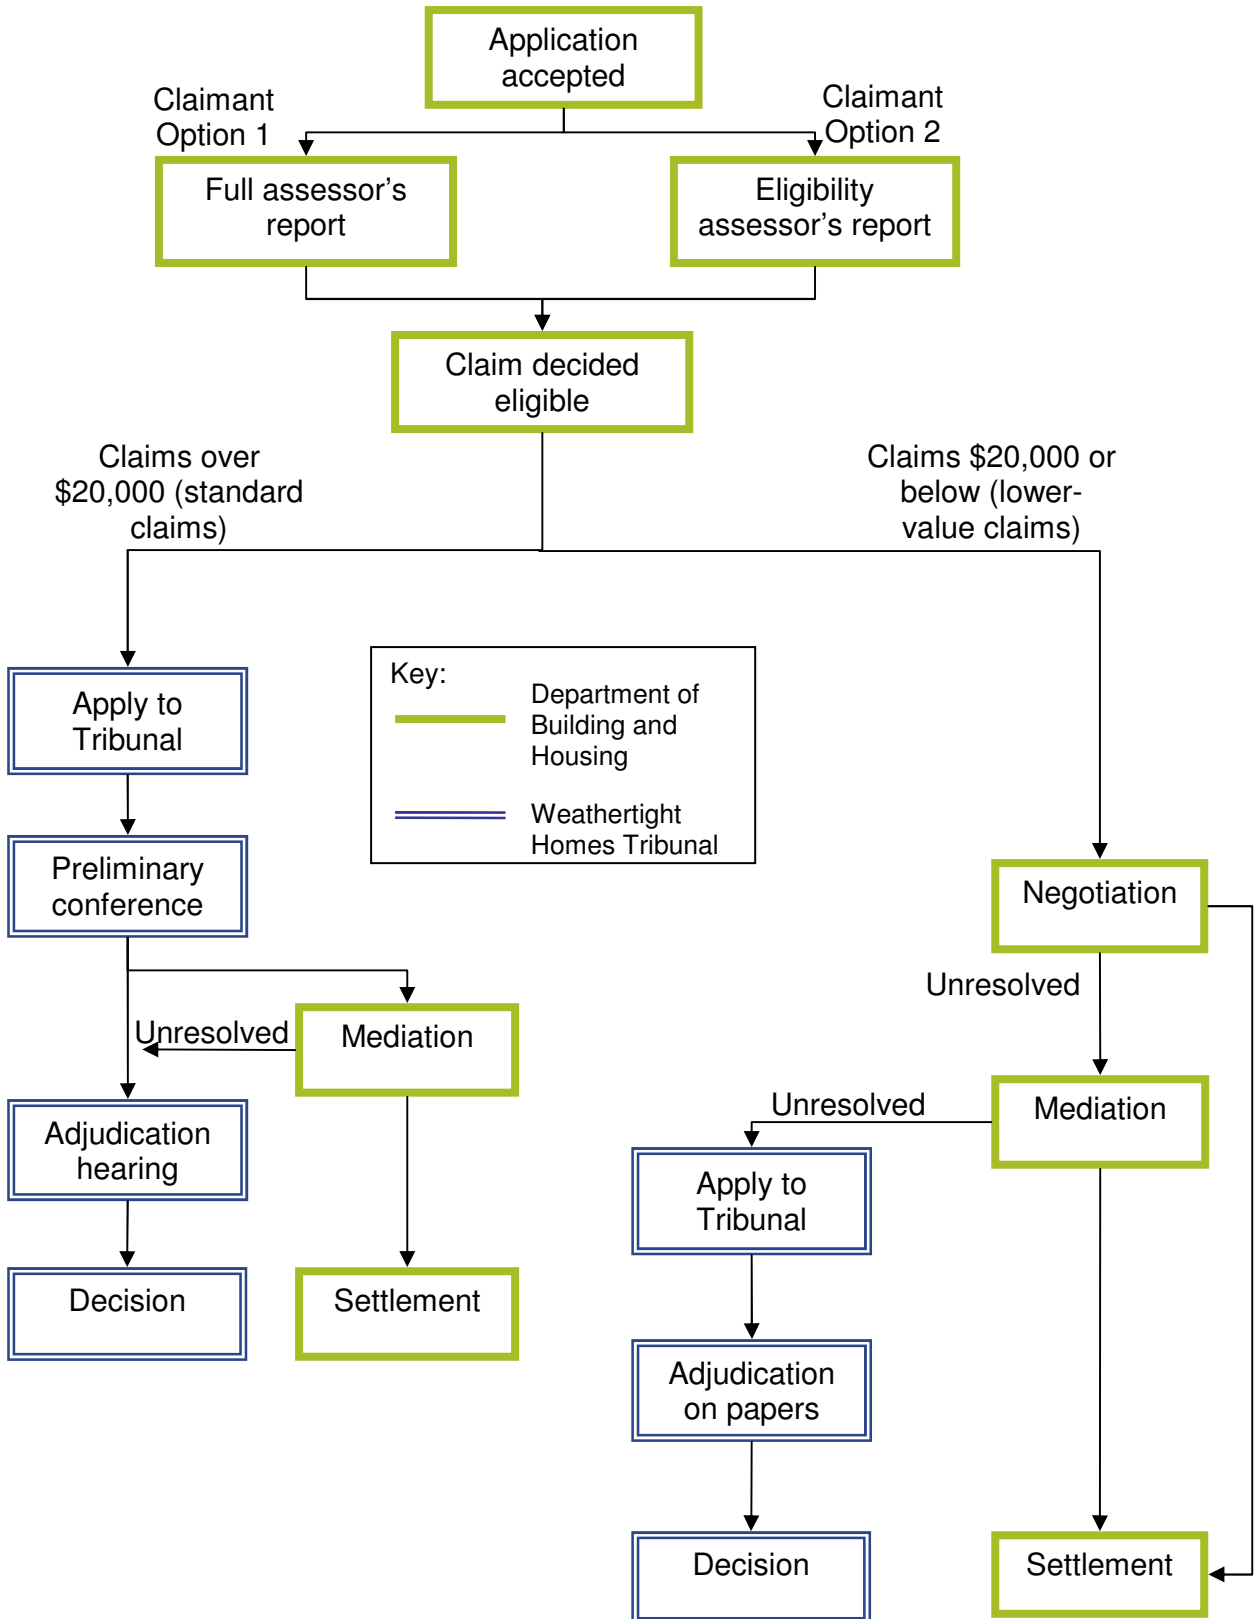 Application
accepted
Claimant
Option 1
Claimant
Option 2
Full assessor’s
report
Eligibility
assessor’s report
Claim decided
eligible
Claims over
$20,000 (standard
claims)
Claims $20,000 or
below (lower-
value claims)
Apply to
Tribunal
Key:
Department of
Building and
Housing
Weathertight
Homes Tribunal
Preliminary
conference
Negotiation
Unresolved
Unresolved
Mediation
Adjudication
hearing
Unresolved
Mediation
Apply to
Tribunal
Decision
Settlement
Adjudication
on papers
Decision
Settlement